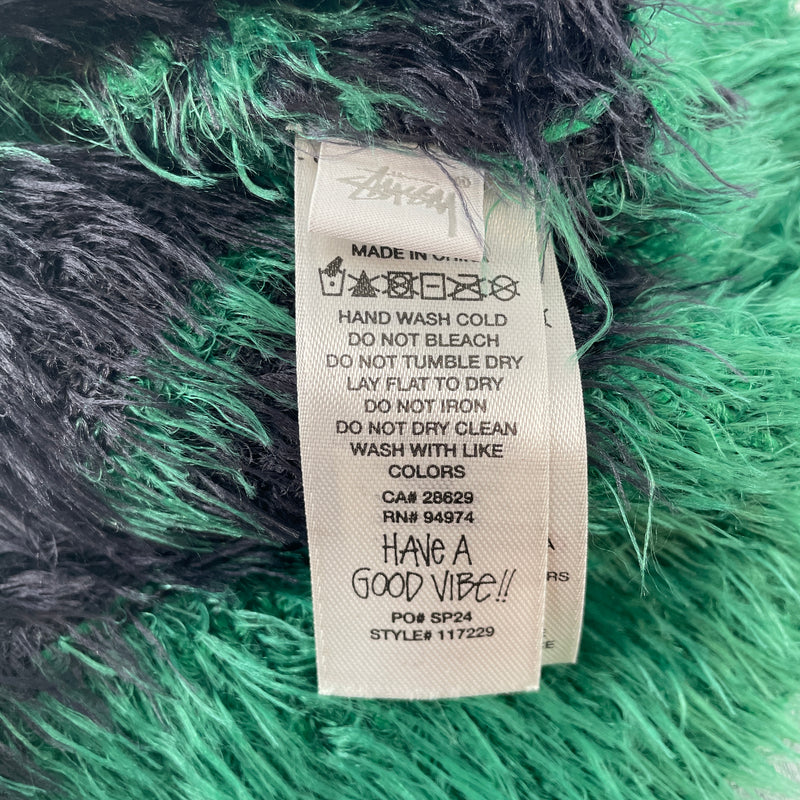 STUSSY
MADE IN CHINA
HAND WASH COLD
DO NOT BLEACH
DO NOT TUMBLE DRY
LAY FLAT TO DRY
DO NOT IRON
DO NOT DRY CLEAN
WASH WITH LIKE
COLORS
CA# 28629
RN# 94974
HAVE A
GOOD VIBE!!
PO# SP24
STYLE# 117229